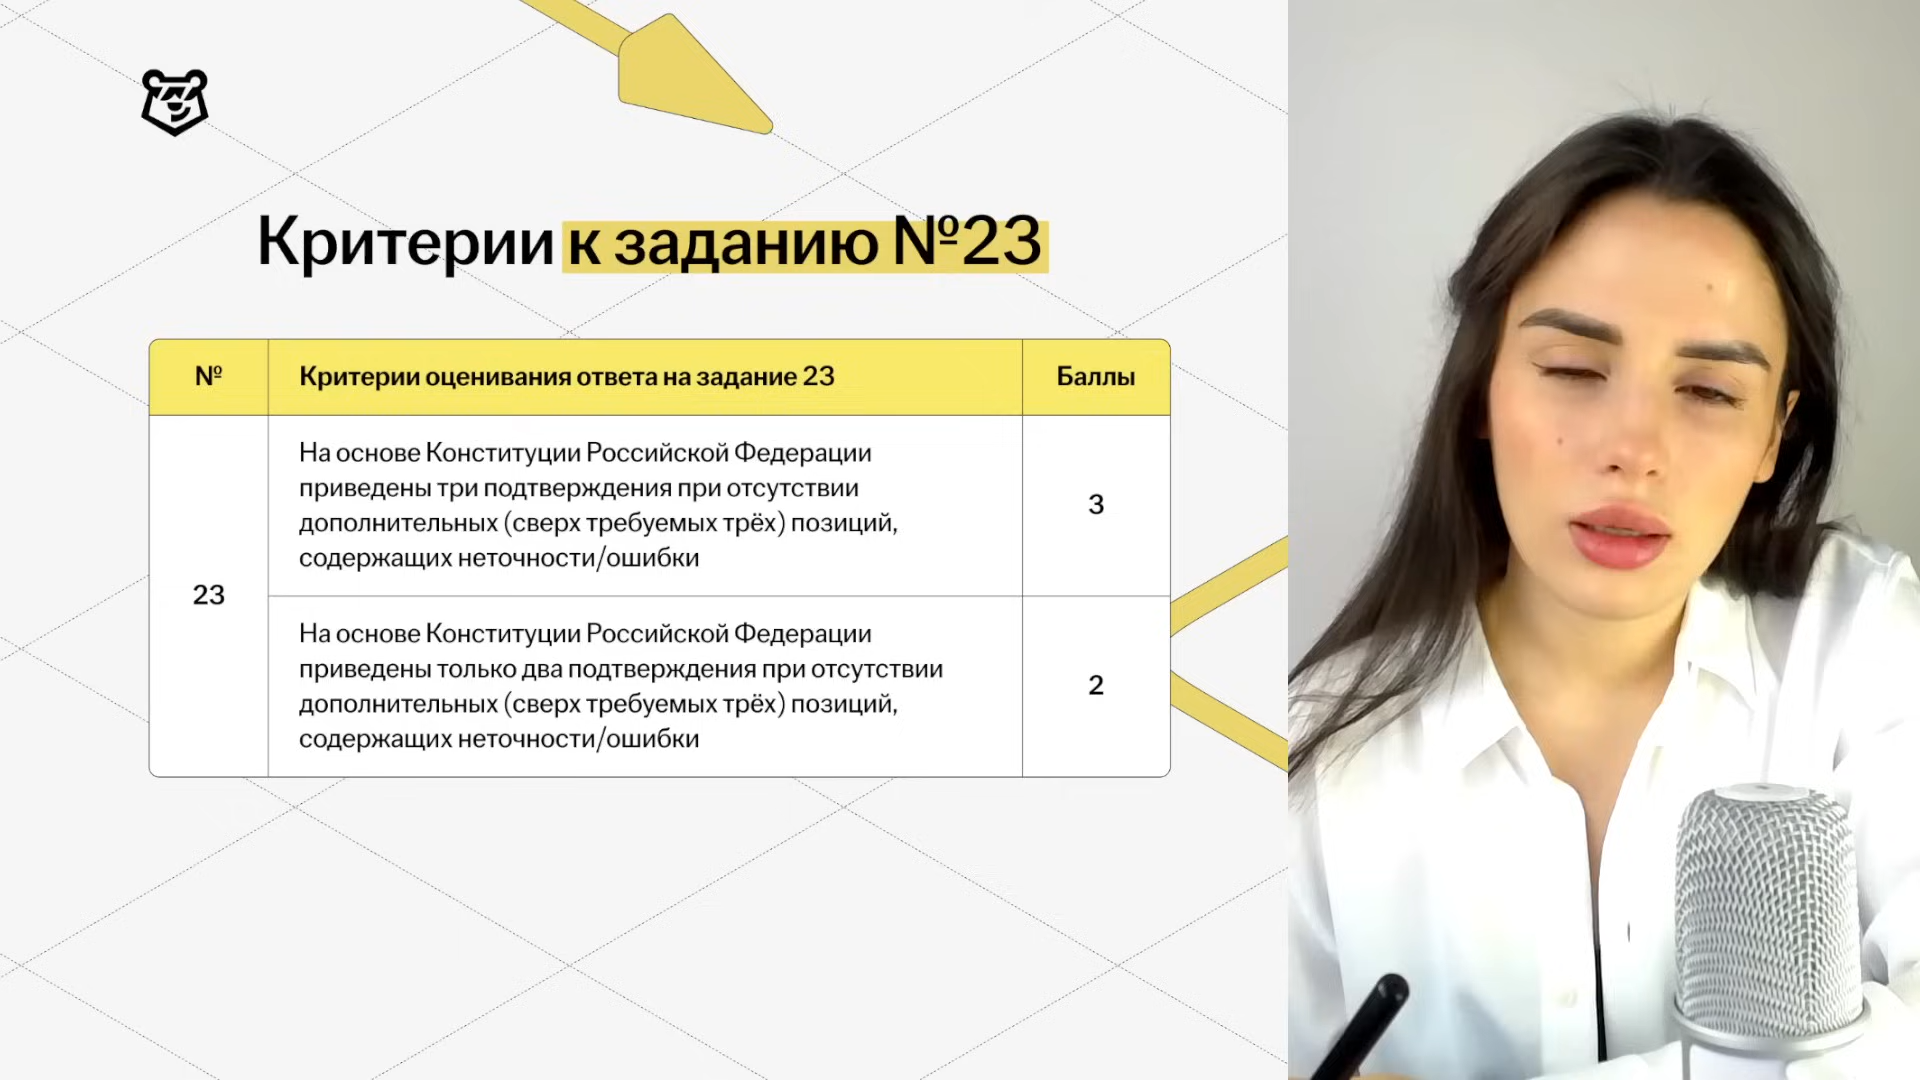 Критерии к заданию №23
№
Критерии оценивания ответа на задание 23
Баллы
23
На основе Конституции Российской Федерации
приведены три подтверждения при отсутствии
дополнительных (сверх требуемых трёх) позиций,
содержащих неточности/ошибки
3
На основе Конституции Российской Федерации
приведены только два подтверждения при отсутствии
дополнительных (сверх требуемых трёх) позиций,
содержащих неточности/ошибки
2